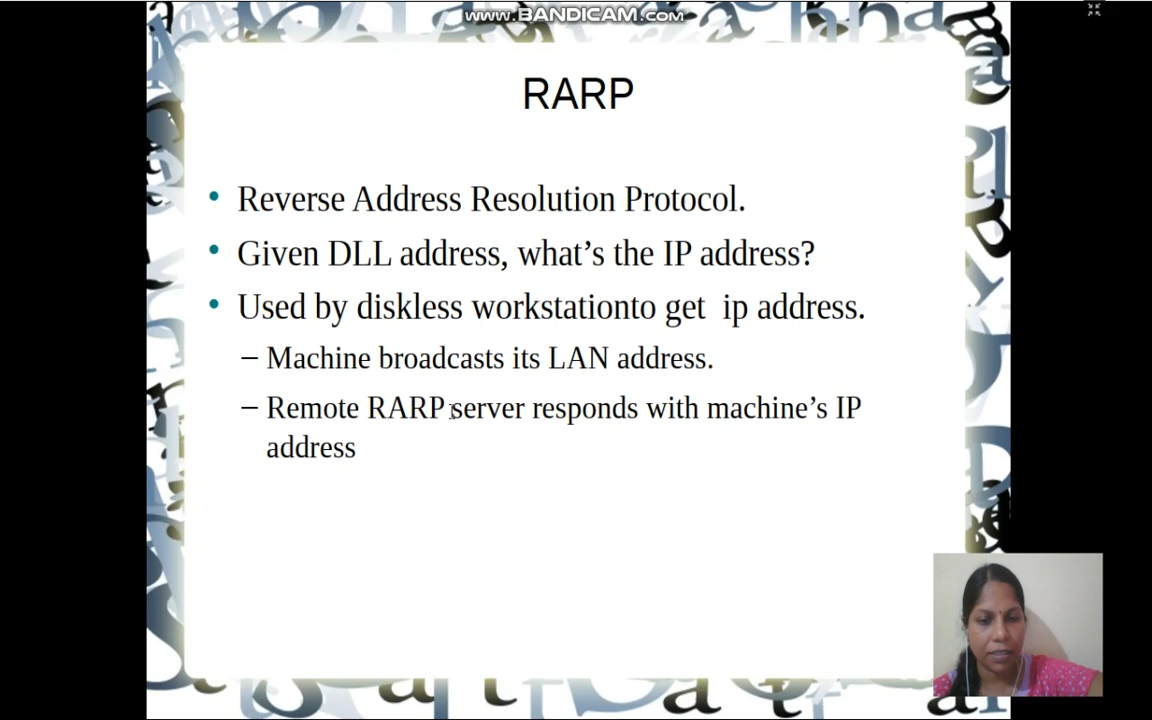 www.BANDICAM.com
RARP
• Reverse Address Resolution Protocol.
• Given DLL address, what’s the IP address?
• Used by diskless workstationto get  ip address.
– Machine broadcasts its LAN address.
– Remote RARP server responds with machine’s IP
address